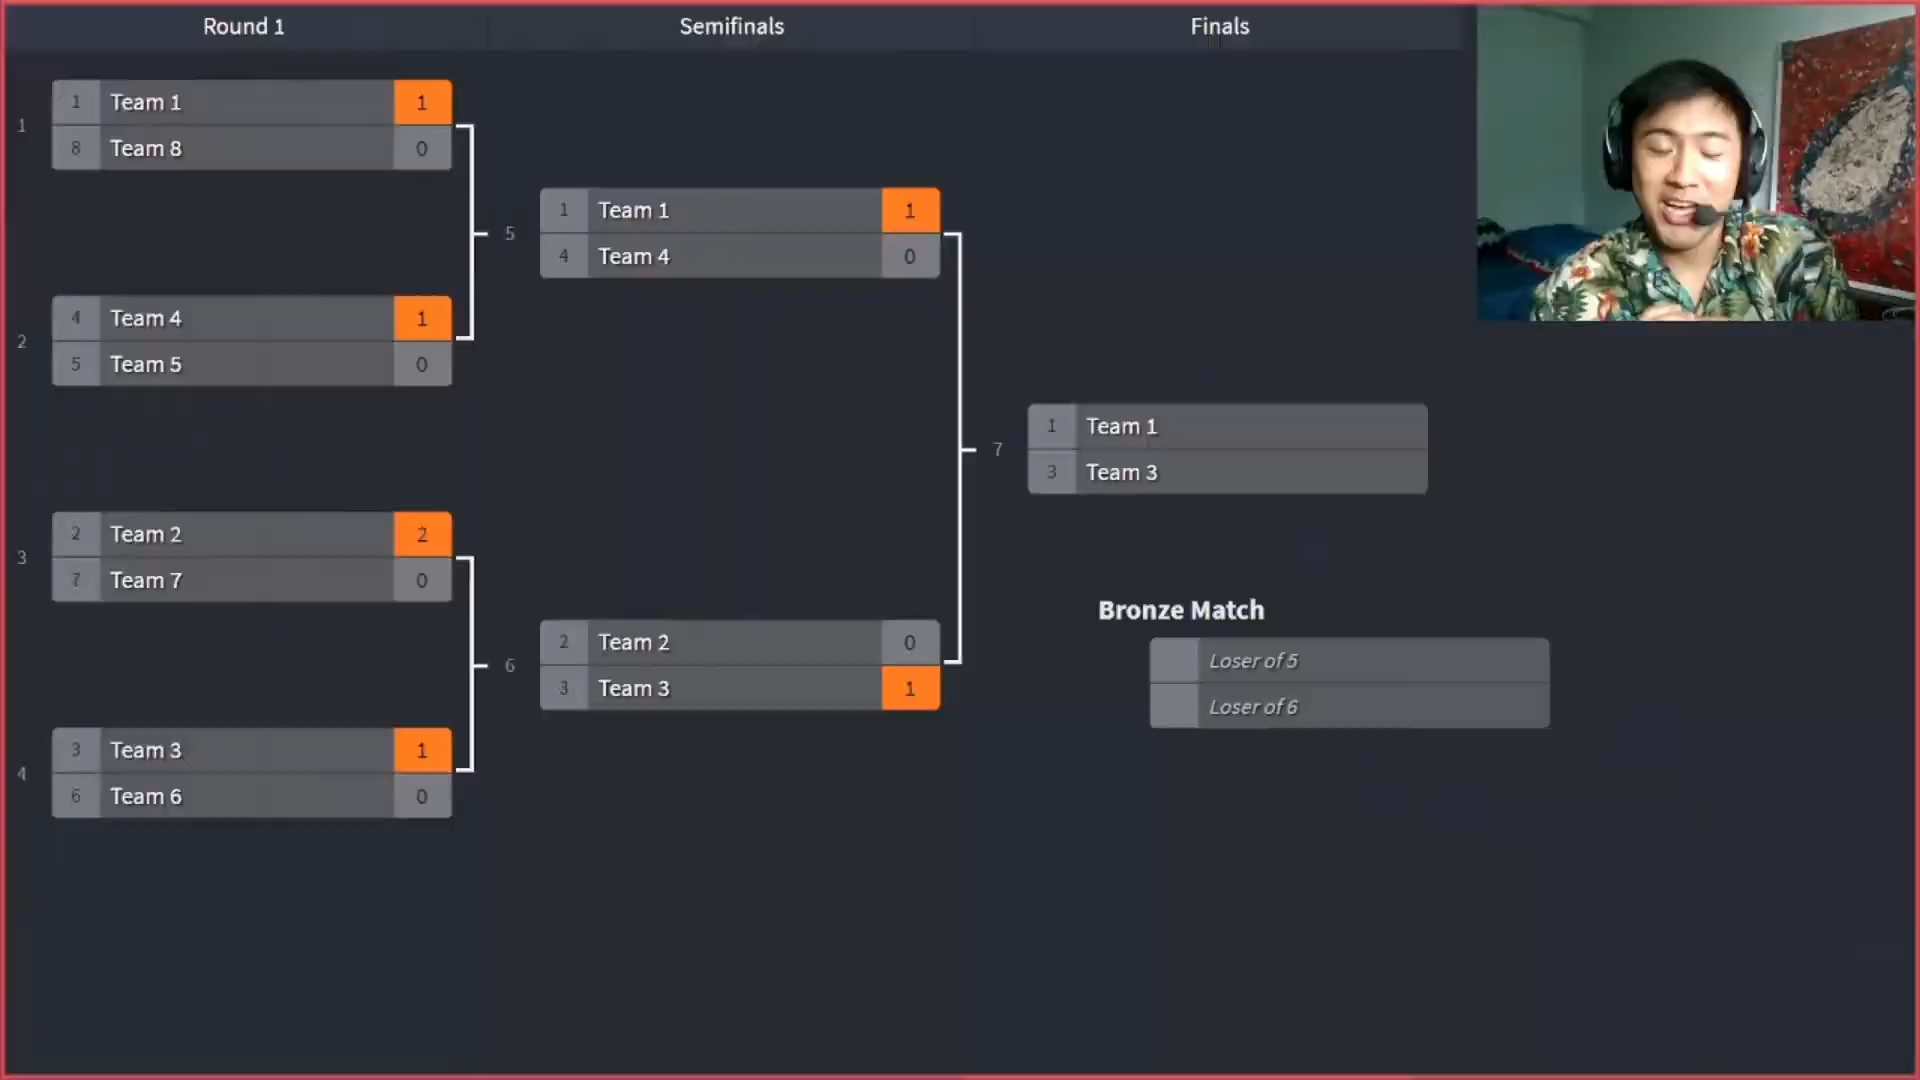 Round 1
Semifinals
Finals
1
1 Team 1 1
8 Team 8 0
2
4 Team 4 1
5 Team 5 0
3
2 Team 2 2
7 Team 7 0
4
3 Team 3 1
6 Team 6 0
5
1 Team 1 1
4 Team 4 0
6
2 Team 2 0
3 Team 3 1
7
1 Team 1
3 Team 3
Bronze Match
Loser of 5
Loser of 6